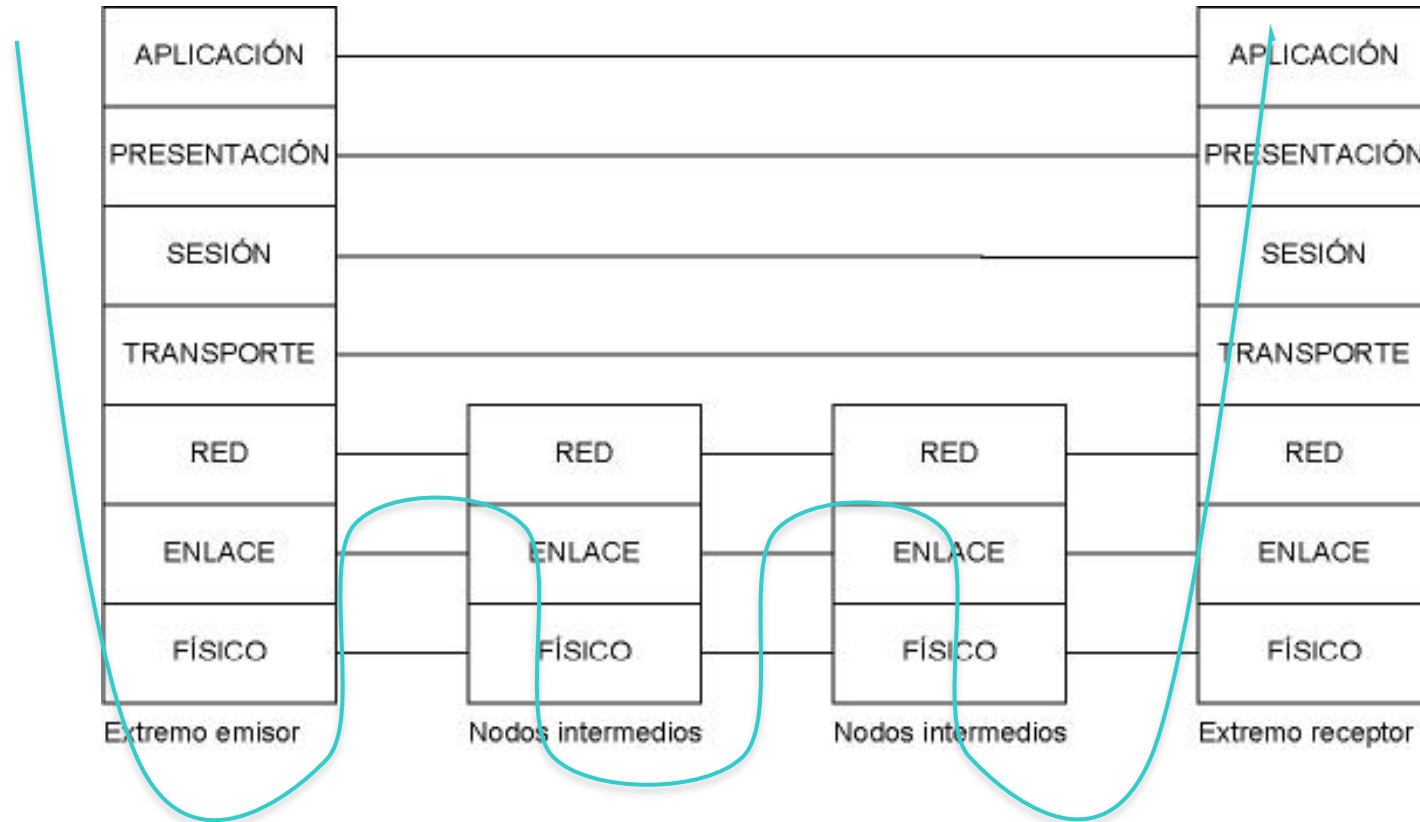 APLICACIÓN APLICACIÓN
PRESENTACIÓN PRESENTACIÓN
SESIÓN SESIÓN
TRANSPORTE TRANSPORTE
RED RED RED RED
ENLACE ENLACE ENLACE ENLACE
FÍSICO FÍSICO FÍSICO FÍSICO
Extremo emisor Nodos intermedios Nodos intermedios Extremo receptor